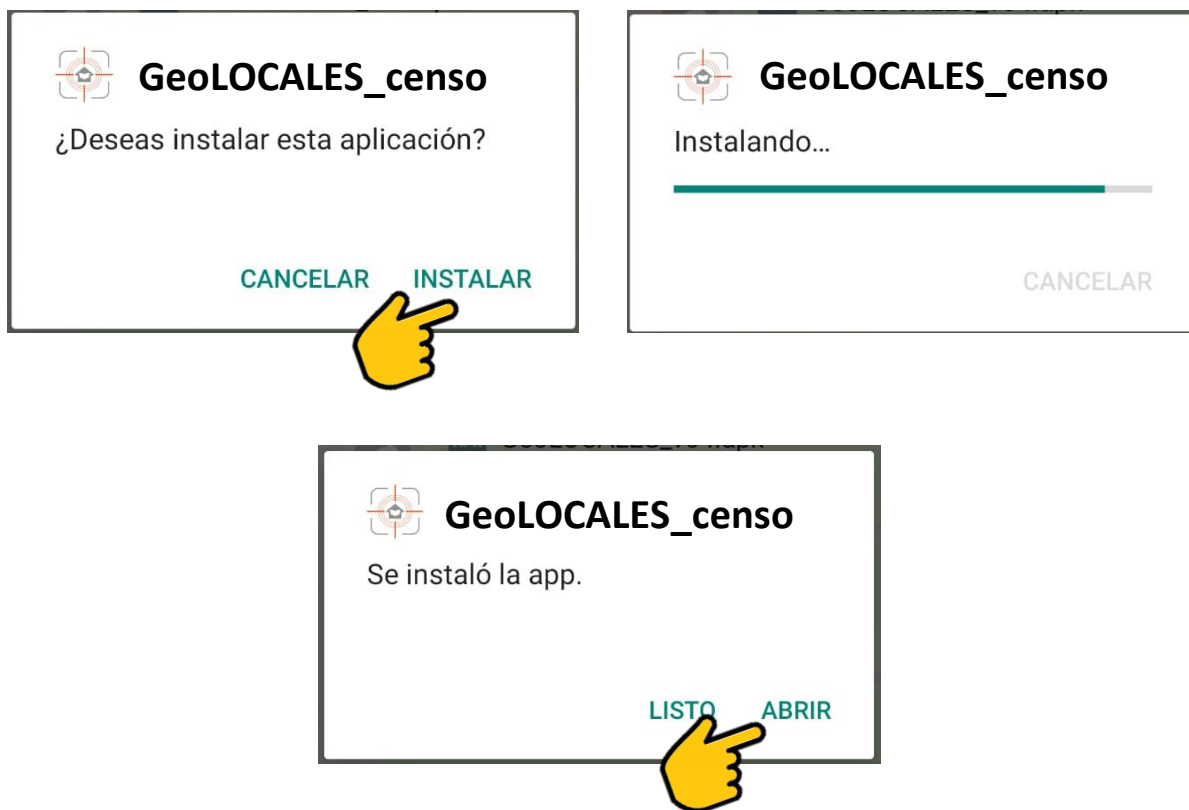 GeoLOCALES_censo
¿Deseas instalar esta aplicación?
CANCELAR INSTALAR
GeoLOCALES_censo
Instalando...
CANCELAR
GeoLOCALES_censo
Se instaló la app.
LISTO ABRIR